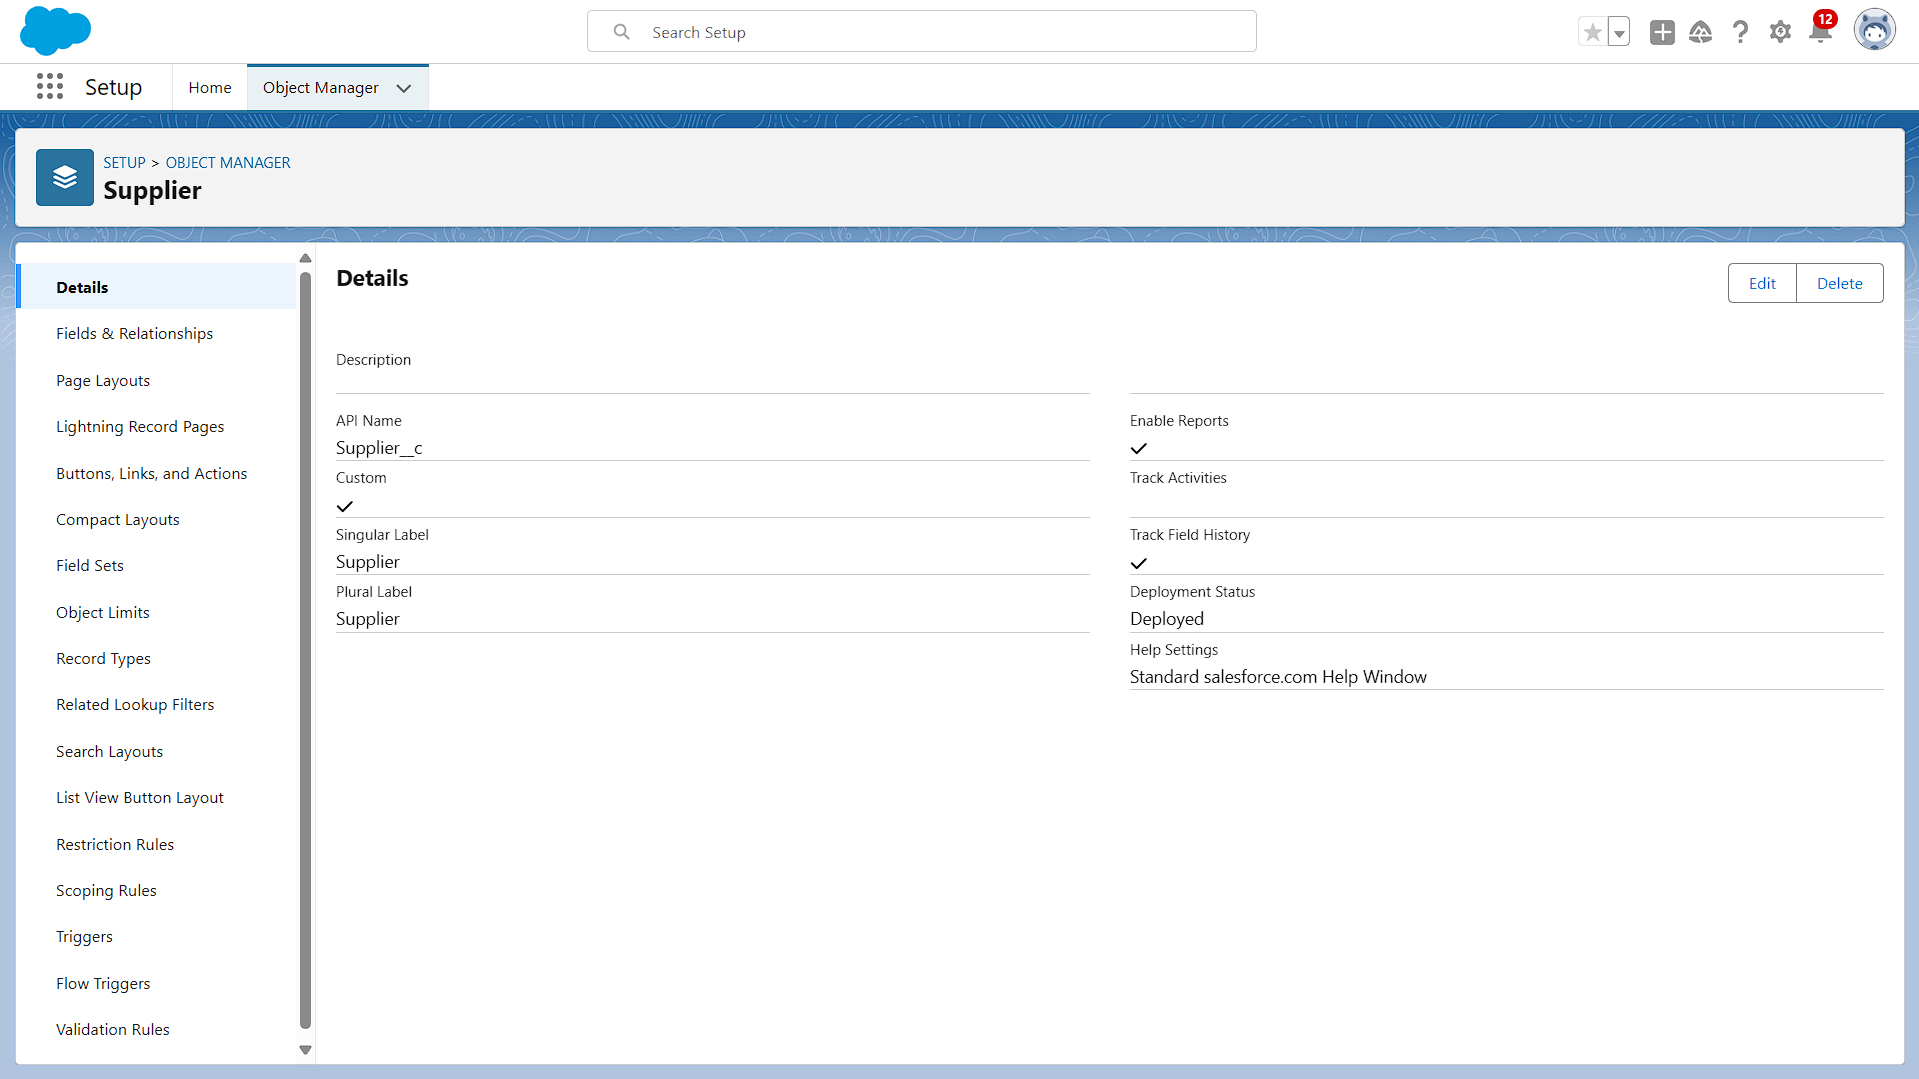 Search Setup
12
Setup
Home
Object Manager
SETUP > OBJECT MANAGER
Supplier
Details
Fields & Relationships
Page Layouts
Lightning Record Pages
Buttons, Links, and Actions
Compact Layouts
Field Sets
Object Limits
Record Types
Related Lookup Filters
Search Layouts
List View Button Layout
Restriction Rules
Scoping Rules
Triggers
Flow Triggers
Validation Rules
Details
Edit
Delete
Description
API Name
Supplier__c
Custom
Singular Label
Supplier
Plural Label
Supplier
Enable Reports
Track Activities
Track Field History
Deployment Status
Deployed
Help Settings
Standard salesforce.com Help Window